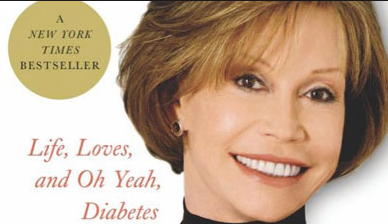 A
NEW YORK
TIMES
BESTSELLER
Life, Loves,
and Oh Yeah,
Diabetes